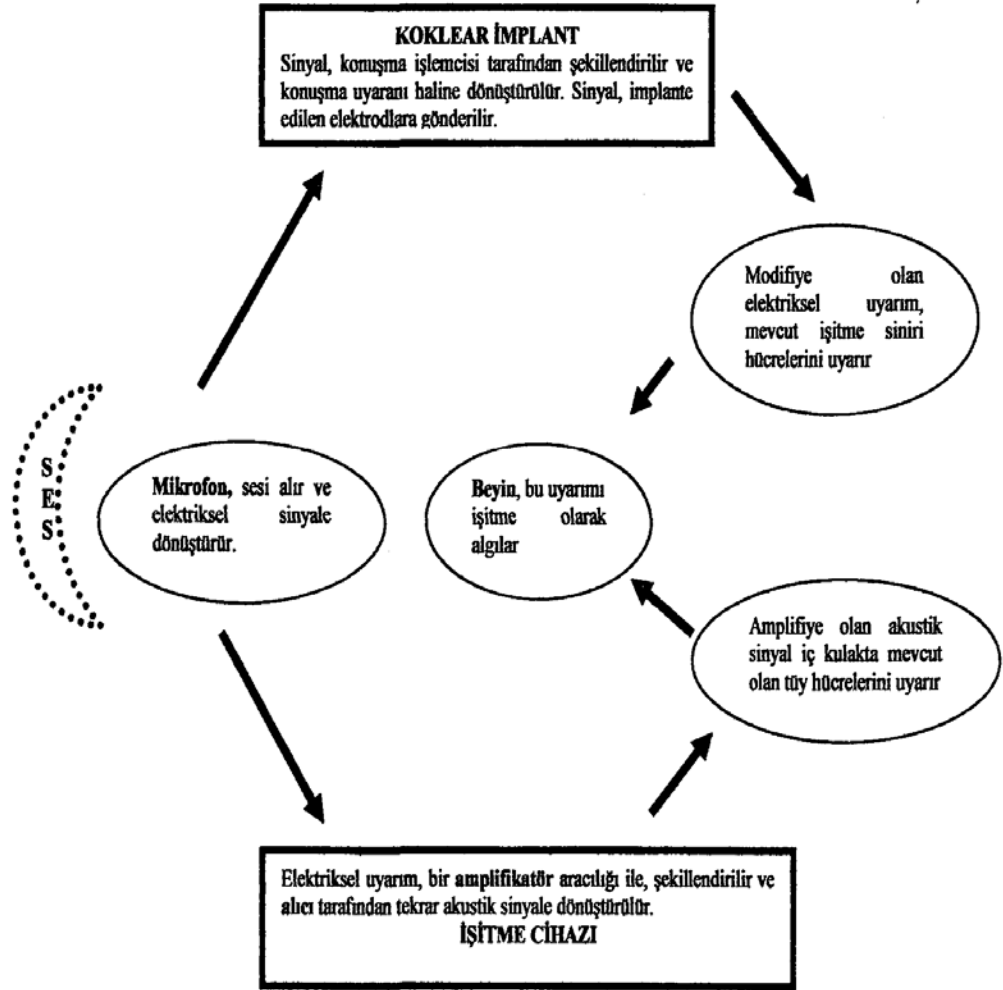 KOKLEAR İMPLANT
Sinyal, konuşma işlemcisi tarafından şekillendirilir ve
konuşma uyaranı haline dönüştürülür. Sinyal, implante
edilen elektrodlara gönderilir.
Modifiye olan
elektriksel uyarım,
mevcut işitme siniri
hücrelerini uyarır
S
E
S
Mikrofon, sesi alır ve
elektriksel sinyale
dönüştürür.
Beyin, bu uyarımı
işitme olarak
algılar
Amplifiye olan akustik
sinyal iç kulakta mevcut
olan tüy hücrelerini uyarır
Elektriksel uyarım, bir amplifikatör aracılığı ile, şekillendirilir ve
alıcı tarafından tekrar akustik sinyale dönüştürülür.
İŞİTME CİHAZI